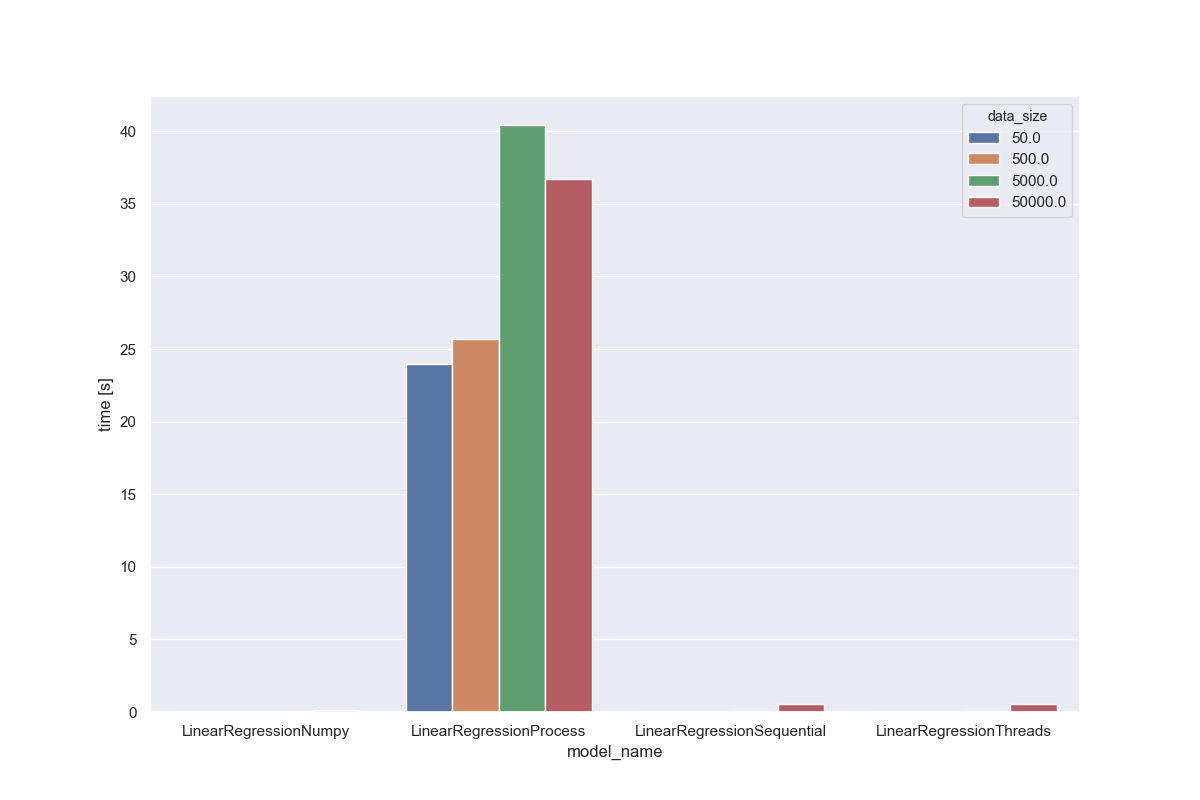 data_size
50.0
500.0
5000.0
50000.0
time [s]
40
35
30
25
20
15
10
5
0
LinearRegressionNumpy
LinearRegressionProcess
LinearRegressionSequential
LinearRegressionThreads
model_name